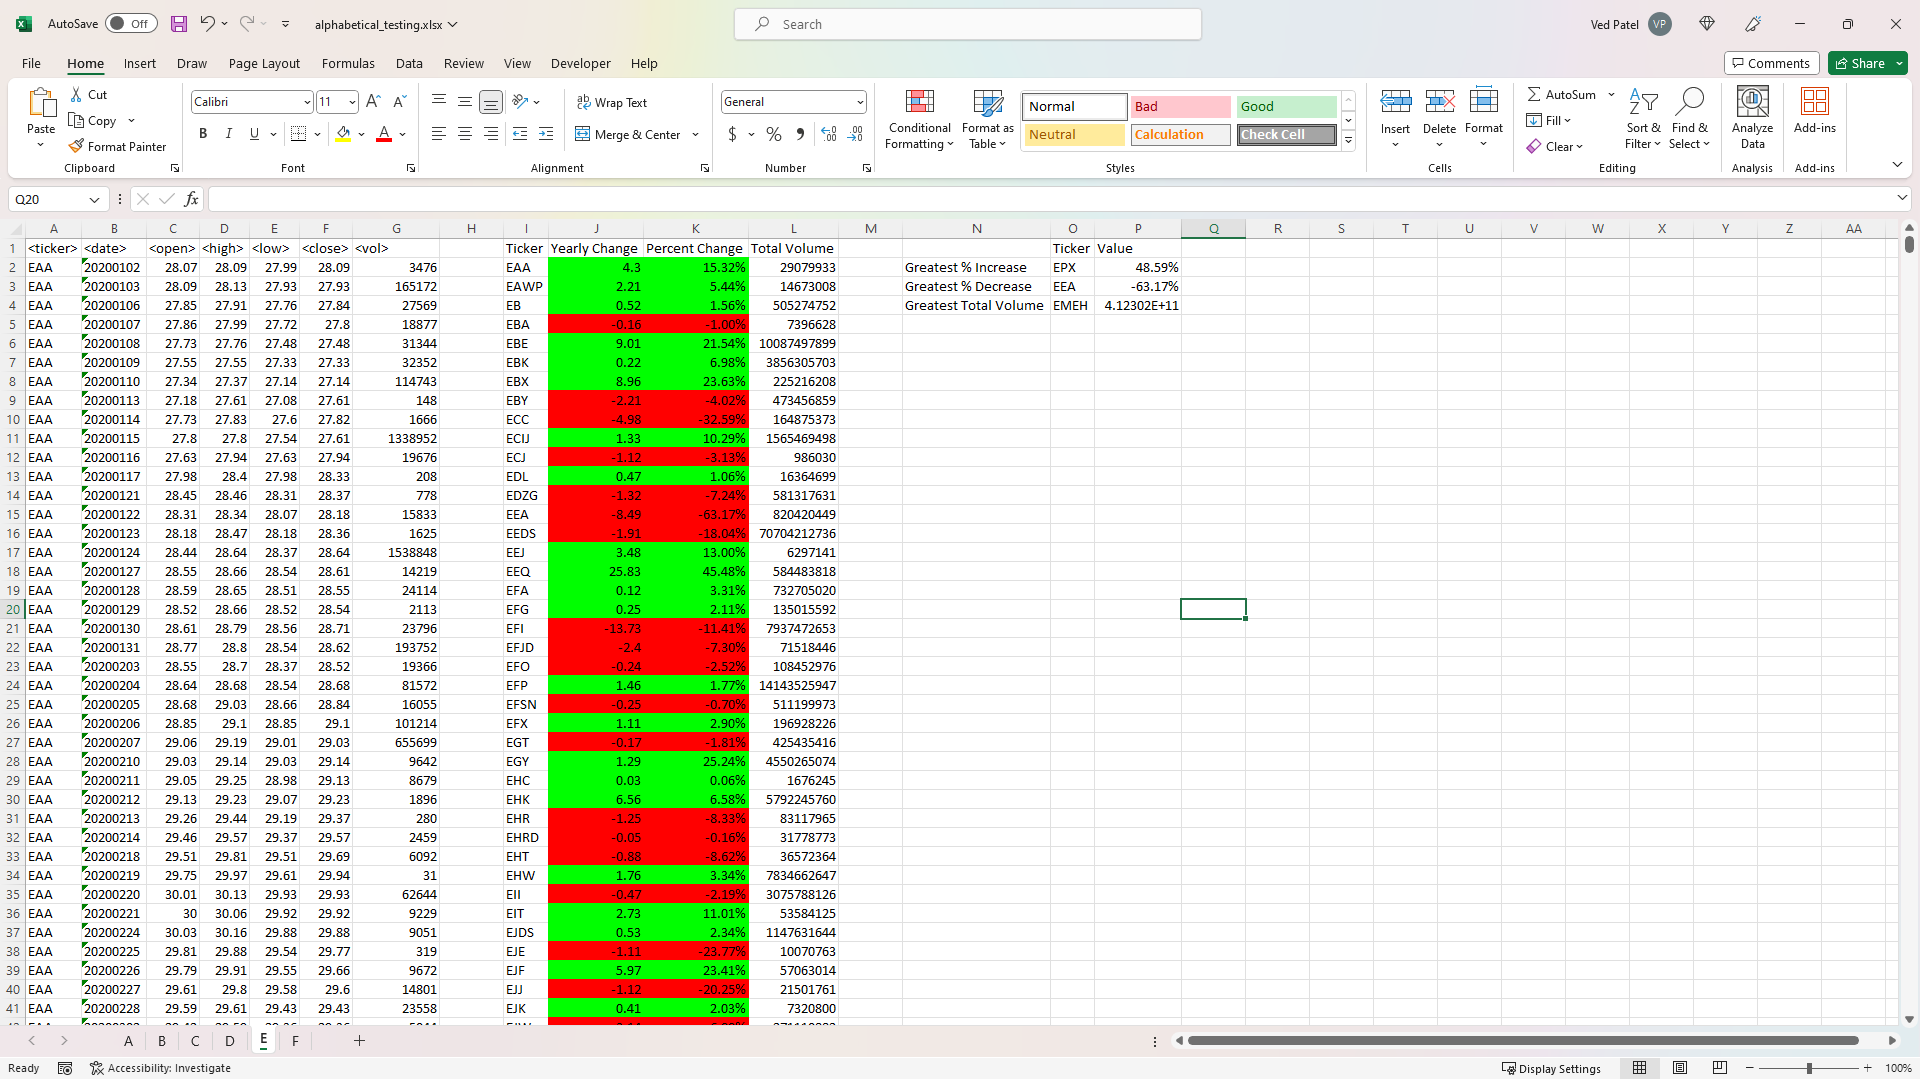 AutoSave Off alphabetical_testing.xlsx Search Ved Patel VP
File Home Insert Draw Page Layout Formulas Data Review View Developer Help Comments Share
Cut
Copy
Format Painter
Paste
Clipboard
Calibri 11
B I U
Font
Wrap Text
Merge & Center
Alignment
General
$ % ,
Number
Conditional Formatting
Format as Table
Normal Bad Good
Neutral Calculation Check Cell
Styles
Insert Delete Format
Cells
AutoSum
Fill
Clear
Sort & Filter
Find & Select
Editing
Analyze Data
Analysis
Add-ins
Add-ins
Q20 fx
A B C D E F G H I J K L M N O P Q R S T U V W X Y Z AA
1 <ticker> <date> <open> <high> <low> <close> <vol> Ticker Yearly Change Percent Change Total Volume Ticker Value
2 EAA 20200102 28.07 28.09 27.99 28.09 3476 EAA 4.3 15.32% 29079933 Greatest % Increase EPX 48.59%
3 EAA 20200103 28.09 28.13 27.93 27.93 165172 EAWP 2.21 5.44% 14673008 Greatest % Decrease EEA -63.17%
4 EAA 20200106 27.85 27.91 27.76 27.84 27569 EB 0.52 1.56% 505274752 Greatest Total Volume EMEH 4.12302E+11
5 EAA 20200107 27.86 27.99 27.72 27.8 18877 EBA -0.16 -1.00% 7396628
6 EAA 20200108 27.73 27.76 27.48 27.48 31344 EBE 9.01 21.54% 10087497899
7 EAA 20200109 27.55 27.55 27.33 27.33 32352 EBK 0.22 6.98% 3856305703
8 EAA 20200110 27.34 27.37 27.14 27.14 114743 EBX 8.96 23.63% 225216208
9 EAA 20200113 27.18 27.61 27.08 27.61 148 EBY -2.21 -4.02% 473456859
10 EAA 20200114 27.73 27.83 27.6 27.82 1666 ECC -4.98 -32.59% 164875373
11 EAA 20200115 27.8 27.8 27.54 27.61 1338952 ECIJ 1.33 10.29% 1565469498
12 EAA 20200116 27.63 27.94 27.63 27.94 19676 ECJ -1.12 -3.13% 986030
13 EAA 20200117 27.98 28.4 27.98 28.33 208 EDL 0.47 1.06% 16364699
14 EAA 20200121 28.45 28.46 28.31 28.37 778 EDZG -1.32 -7.24% 581317631
15 EAA 20200122 28.31 28.34 28.07 28.18 15833 EEA -8.49 -63.17% 820420449
16 EAA 20200123 28.18 28.47 28.18 28.36 1625 EEDS -1.91 -18.04% 70704212736
17 EAA 20200124 28.44 28.64 28.37 28.64 1538848 EEJ 3.48 13.00% 6297141
18 EAA 20200127 28.55 28.66 28.54 28.61 14219 EEQ 25.83 45.48% 584483818
19 EAA 20200128 28.59 28.65 28.51 28.55 24114 EFA 0.12 3.31% 732705020
20 EAA 20200129 28.52 28.66 28.52 28.54 2113 EFG 0.25 2.11% 135015592
21 EAA 20200130 28.61 28.79 28.56 28.71 23796 EFI -13.73 -11.41% 7937472653
22 EAA 20200131 28.77 28.8 28.54 28.62 193752 EFJD -2.4 -7.30% 71518446
23 EAA 20200203 28.55 28.7 28.37 28.52 19366 EFO -0.24 -2.52% 108452976
24 EAA 20200204 28.64 28.68 28.54 28.68 81572 EFP 1.46 1.77% 14143525947
25 EAA 20200205 28.68 29.03 28.66 28.84 16055 EFSN -0.25 -0.70% 511199973
26 EAA 20200206 28.85 29.1 28.85 29.1 101214 EFX 1.11 2.90% 196928226
27 EAA 20200207 29.06 29.19 29.01 29.03 655699 EGT -0.17 -1.81% 425435416
28 EAA 20200210 29.03 29.14 29.03 29.14 9642 EGY 1.29 25.24% 4550265074
29 EAA 20200211 29.05 29.25 28.98 29.13 8679 EHC 0.03 0.06% 1676245
30 EAA 20200212 29.13 29.23 29.07 29.23 1896 EHK 6.56 6.58% 5792245760
31 EAA 20200213 29.26 29.44 29.19 29.37 280 EHR -1.25 -8.33% 83117965
32 EAA 20200214 29.46 29.57 29.37 29.57 2459 EHRD -0.05 -0.16% 31778773
33 EAA 20200218 29.51 29.81 29.51 29.69 6092 EHT -0.88 -8.62% 36572364
34 EAA 20200219 29.75 29.97 29.61 29.94 31 EHW 1.76 3.34% 7834662647
35 EAA 20200220 30.01 30.13 29.93 29.93 62644 EII -0.47 -2.19% 3075788126
36 EAA 20200221 30 30.06 29.92 29.92 9229 EIT 2.73 11.01% 53584125
37 EAA 20200224 30.03 30.16 29.88 29.88 9051 EJDS 0.53 2.34% 1147631644
38 EAA 20200225 29.81 29.88 29.54 29.77 319 EJE -1.11 -23.77% 10070763
39 EAA 20200226 29.79 29.91 29.55 29.66 9672 EJF 5.97 23.41% 57063014
40 EAA 20200227 29.61 29.8 29.58 29.6 14801 EJJ -1.12 -20.25% 21501761
41 EAA 20200228 29.59 29.61 29.43 29.43 23558 EJK 0.41 2.03% 7320800
A B C D E F
Ready Accessibility: Investigate Display Settings 100%